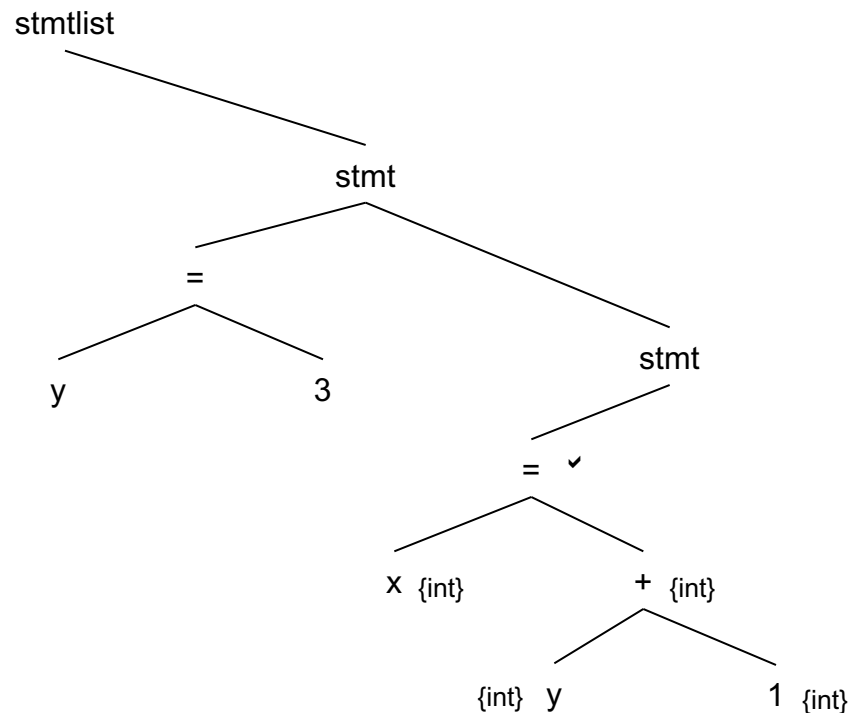 stmtlist
stmt
=
y 3
stmt
= ✓
x {int} + {int}
{int} y 1 {int}